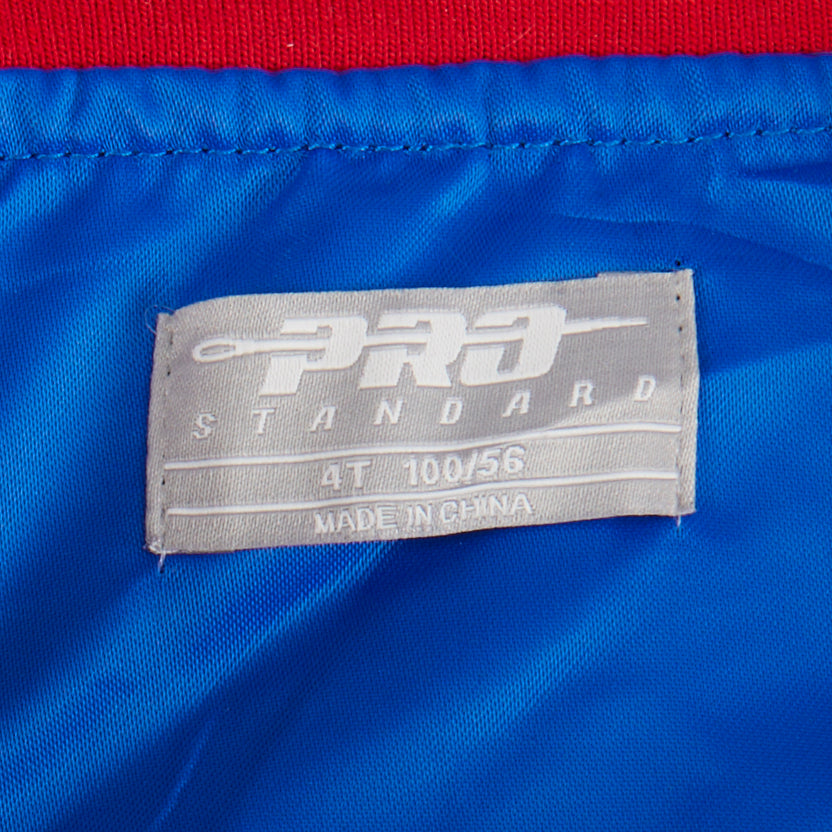 PRO
STANDARD
4T 100/56
MADE IN CHINA